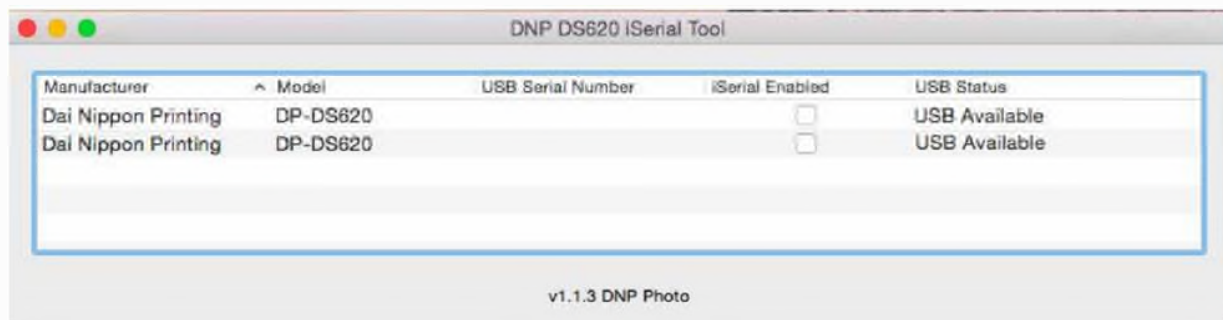 DNP DS620 iSerial Tool
Manufacturer Model USB Serial Number iSerial Enabled USB Status
Dai Nippon Printing DP-DS620 USB Available
Dai Nippon Printing DP-DS620 USB Available
v1.1.3 DNP Photo